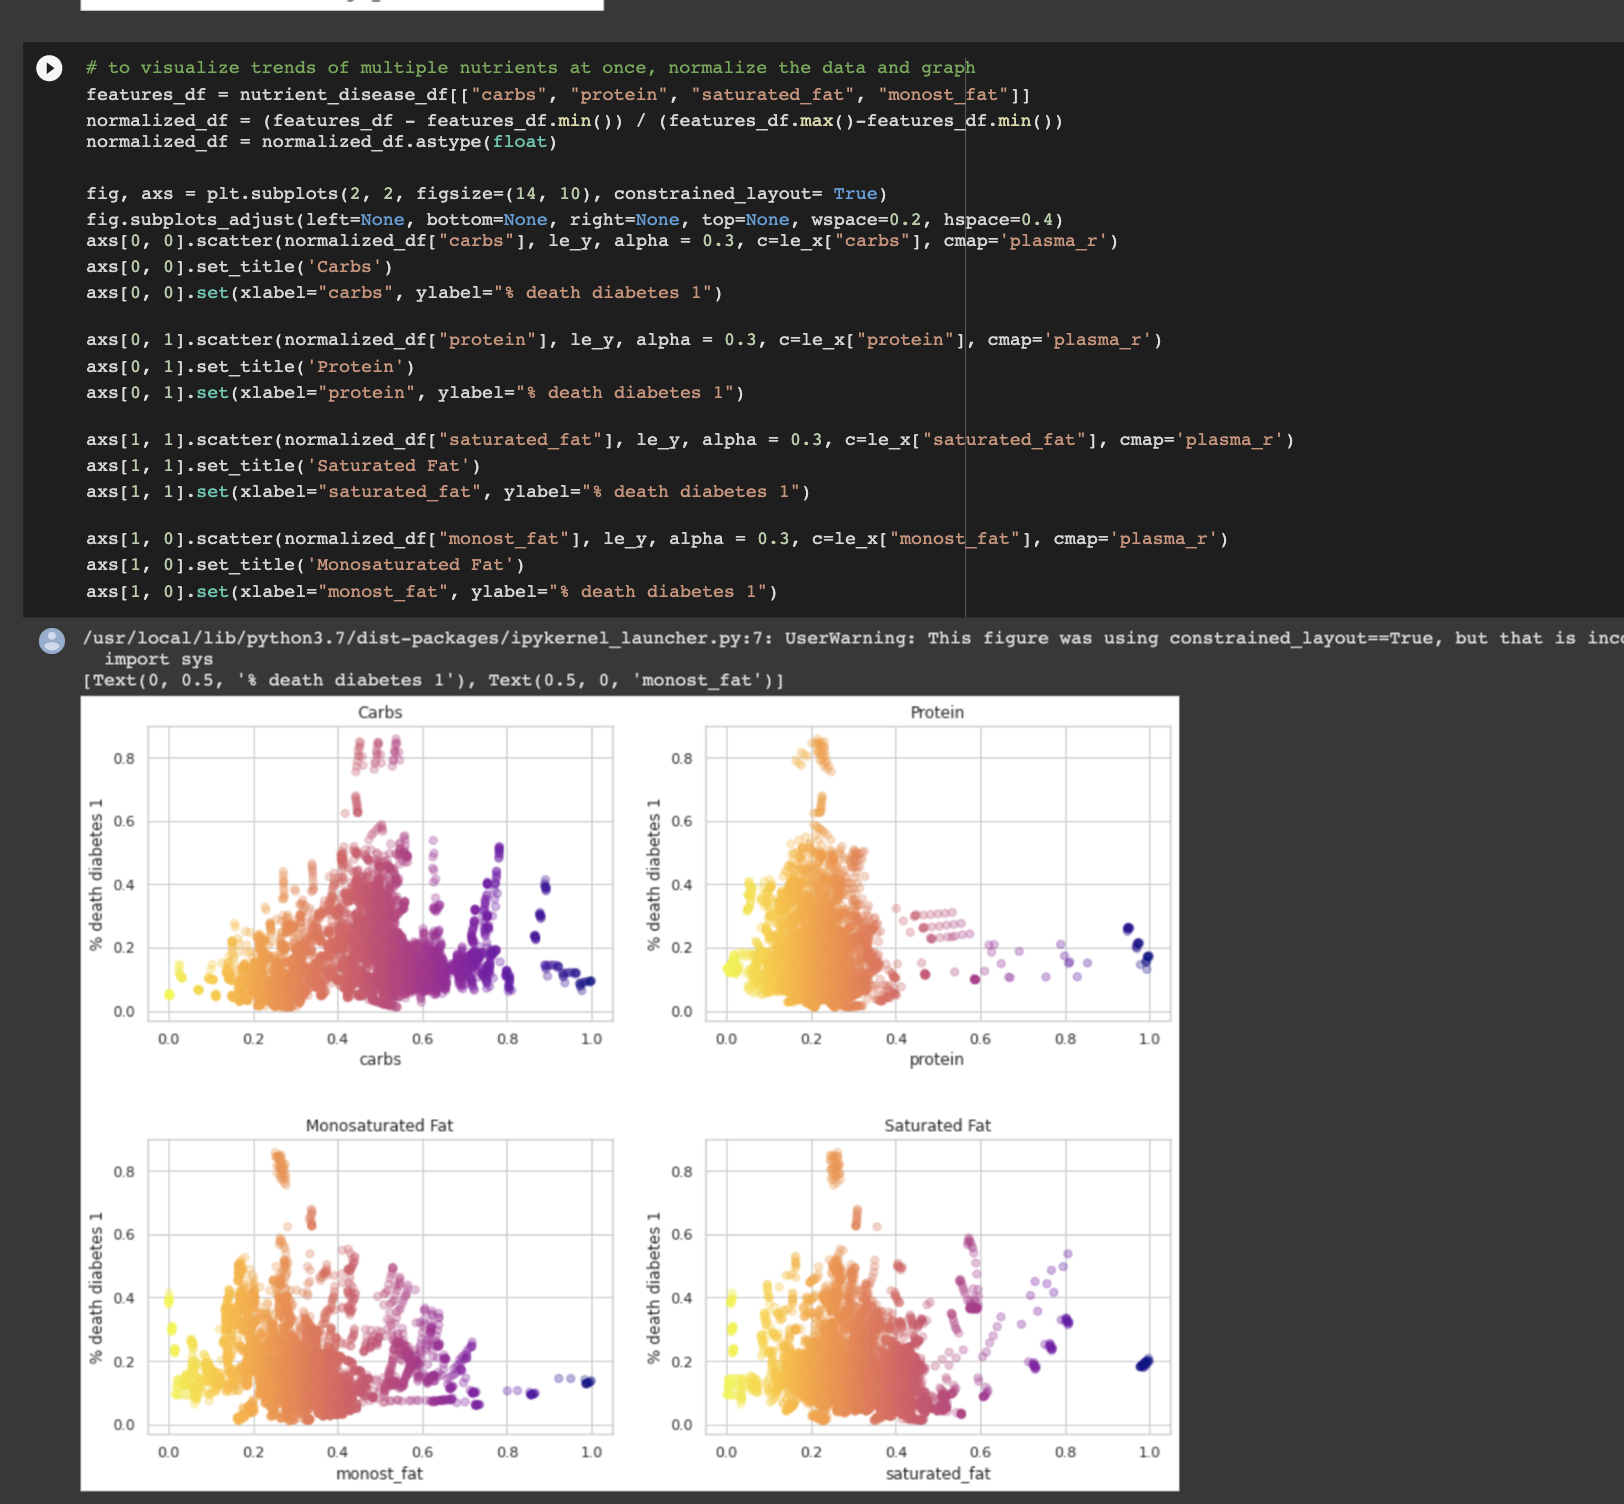 # to visualize trends of multiple nutrients at once, normalize the data and graph
features_df = nutrient_disease_df[["carbs", "protein", "saturated_fat", "monost_fat"]]
normalized_df = (features_df - features_df.min()) / (features_df.max()-features_df.min())
normalized_df = normalized_df.astype(float)
fig, axs = plt.subplots(2, 2, figsize=(14, 10), constrained_layout= True)
fig.subplots_adjust(left=None, bottom=None, right=None, top=None, wspace=0.2, hspace=0.4)
axs[0, 0].scatter(normalized_df["carbs"], le_y, alpha = 0.3, c=le_x["carbs"], cmap='plasma_r')
axs[0, 0].set_title('Carbs')
axs[0, 0].set(xlabel="carbs", ylabel="% death diabetes 1")
axs[0, 1].scatter(normalized_df["protein"], le_y, alpha = 0.3, c=le_x["protein"], cmap='plasma_r')
axs[0, 1].set_title('Protein')
axs[0, 1].set(xlabel="protein", ylabel="% death diabetes 1")
axs[1, 1].scatter(normalized_df["saturated_fat"], le_y, alpha = 0.3, c=le_x["saturated_fat"], cmap='plasma_r')
axs[1, 1].set_title('Saturated Fat')
axs[1, 1].set(xlabel="saturated_fat", ylabel="% death diabetes 1")
axs[1, 0].scatter(normalized_df["monost_fat"], le_y, alpha = 0.3, c=le_x["monost_fat"], cmap='plasma_r')
axs[1, 0].set_title('Monosaturated Fat')
axs[1, 0].set(xlabel="monost_fat", ylabel="% death diabetes 1")
/usr/local/lib/python3.7/dist-packages/ipykernel_launcher.py:7: UserWarning: This figure was using constrained_layout==True, but that is inc
import sys
[Text(0, 0.5, '% death diabetes 1'), Text(0.5, 0, 'monost_fat')]
Carbs
% death diabetes 1
0.8
0.6
0.4
0.2
0.0
0.0 0.2 0.4 0.6 0.8 1.0
carbs
Protein
% death diabetes 1
0.8
0.6
0.4
0.2
0.0
0.0 0.2 0.4 0.6 0.8 1.0
protein
Monosaturated Fat
% death diabetes 1
0.8
0.6
0.4
0.2
0.0
0.0 0.2 0.4 0.6 0.8 1.0
monost_fat
Saturated Fat
% death diabetes 1
0.8
0.6
0.4
0.2
0.0
0.0 0.2 0.4 0.6 0.8 1.0
saturated_fat